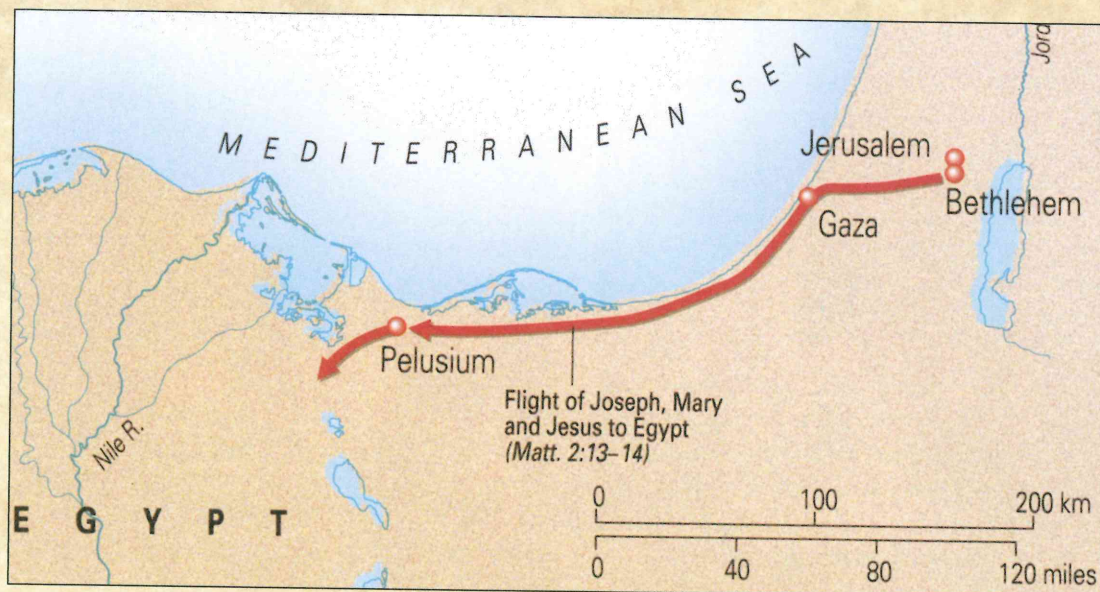 MEDITERRANEAN SEA
Jerusalem
Bethlehem
Gaza
Pelusium
Flight of Joseph, Mary
and Jesus to Egypt
(Matt. 2:13–14)
Nile R.
EGYPT
0 100 200 km
0 40 80 120 miles